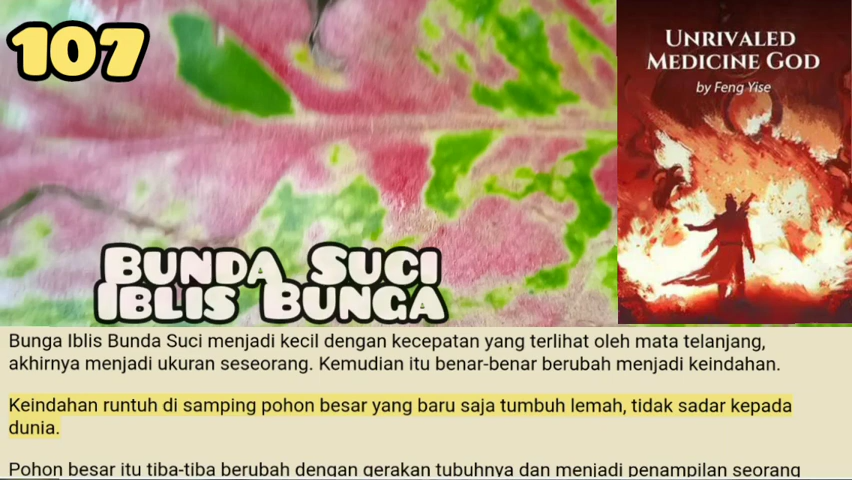 107
UNRIVALED
MEDICINE GOD
by Feng Yise
BUNDA SUCI
IBLIS BUNGA
Bunga Iblis Bunda Suci menjadi kecil dengan kecepatan yang terlihat oleh mata telanjang,
akhirnya menjadi ukuran seseorang. Kemudian itu benar-benar berubah menjadi keindahan.
Keindahan runtuh di samping pohon besar yang baru saja tumbuh lemah, tidak sadar kepada
dunia.
Pohon besar itu tiba-tiba berubah dengan gerakan tubuhnya dan menjadi penampilan seorang